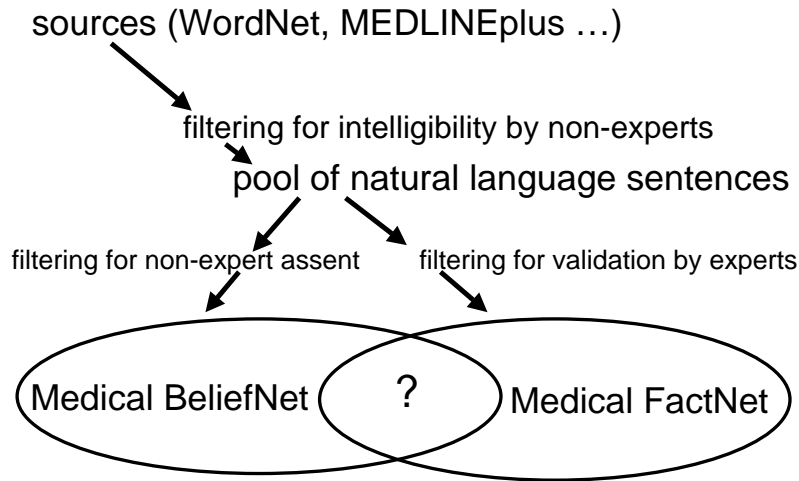 sources (WordNet, MEDLINEplus …)
filtering for intelligibility by non-experts
pool of natural language sentences
filtering for non-expert assent
filtering for validation by experts
Medical BeliefNet
?
Medical FactNet